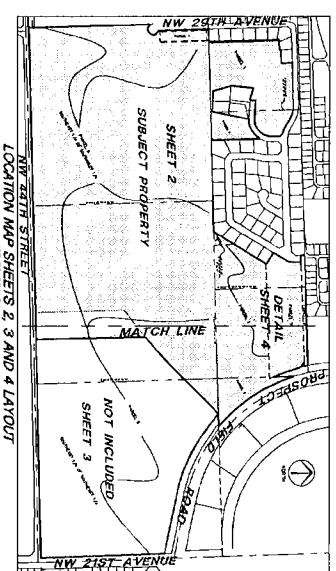 NW 29TH AVENUE
SHEET 2
SUBJECT PROPERTY
DETAIL
SHEET 4
MATCH LINE
PROSPECT
FIELD
ROAD
NORTH
NOT INCLUDED
SHEET 3
NW 21ST AVENUE
NW 44TH STREET
LOCATION MAP SHEETS 2, 3 AND 4 LAYOUT